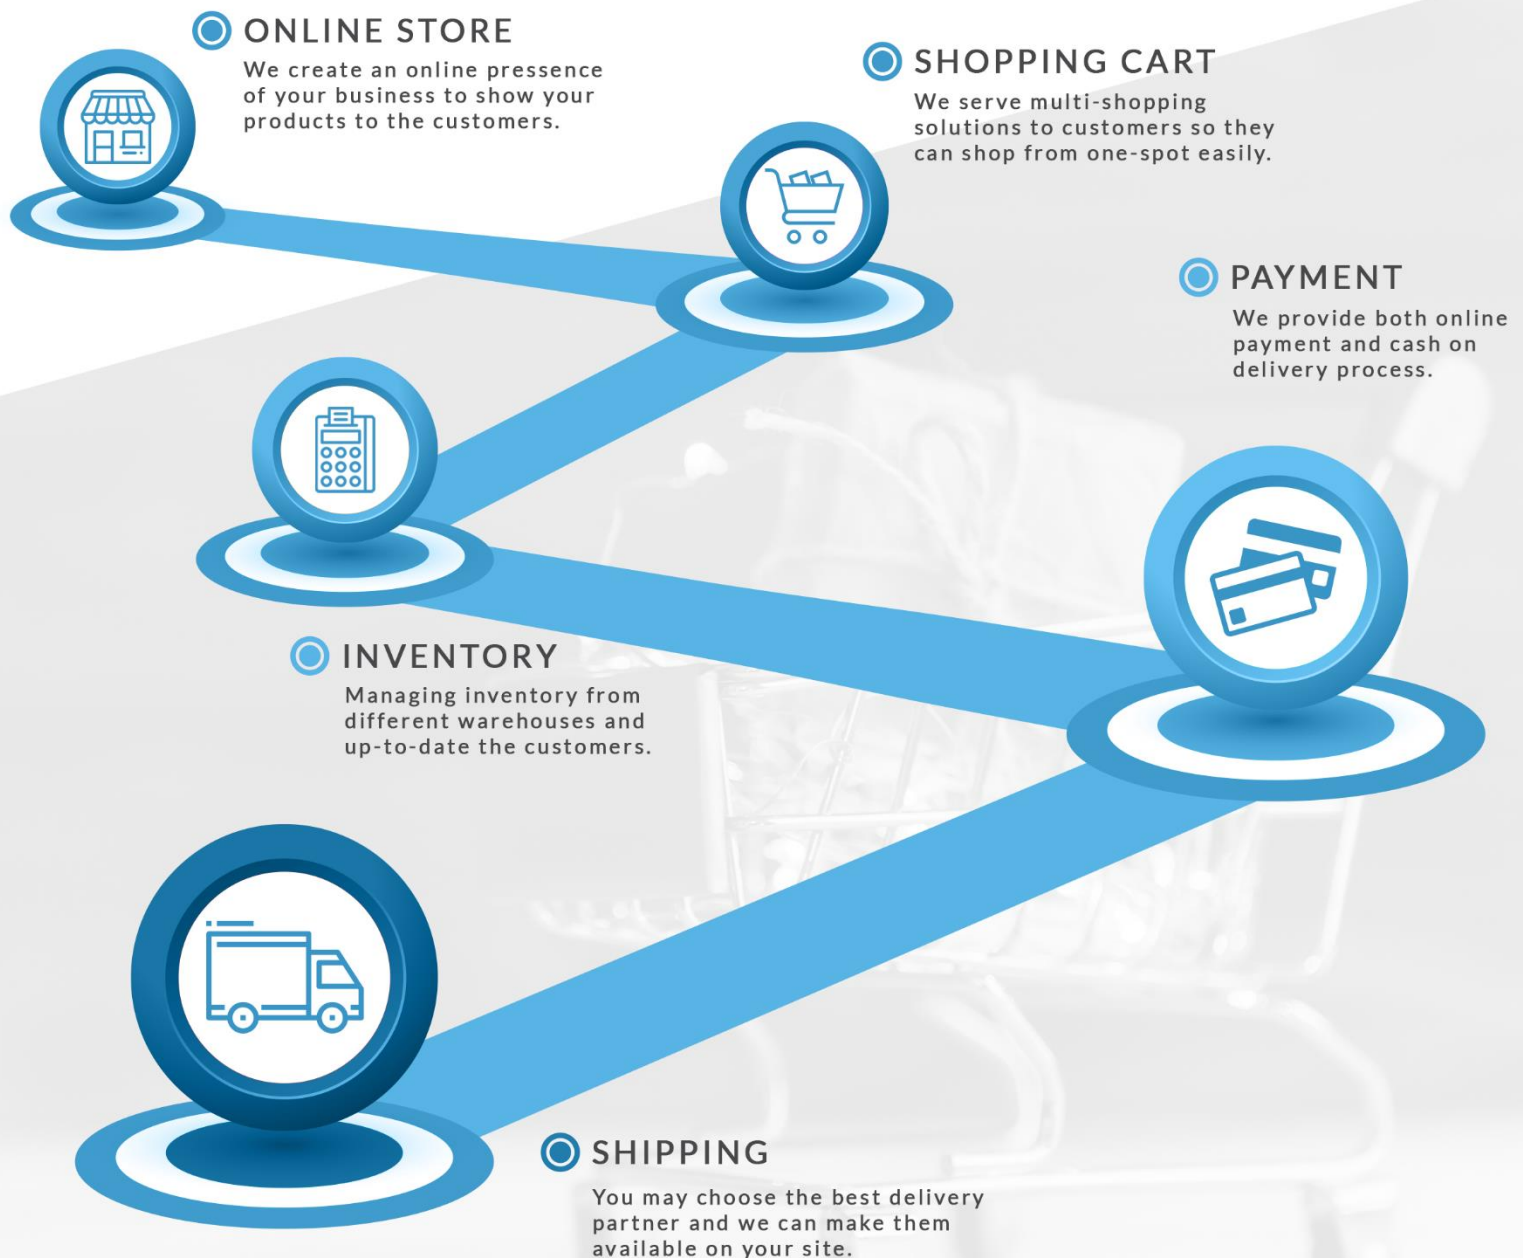 ONLINE STORE
We create an online pressence
of your business to show your
products to the customers.
SHOPPING CART
We serve multi-shopping
solutions to customers so they
can shop from one-spot easily.
PAYMENT
We provide both online
payment and cash on
delivery process.
INVENTORY
Managing inventory from
different warehouses and
up-to-date the customers.
SHIPPING
You may choose the best delivery
partner and we can make them
available on your site.